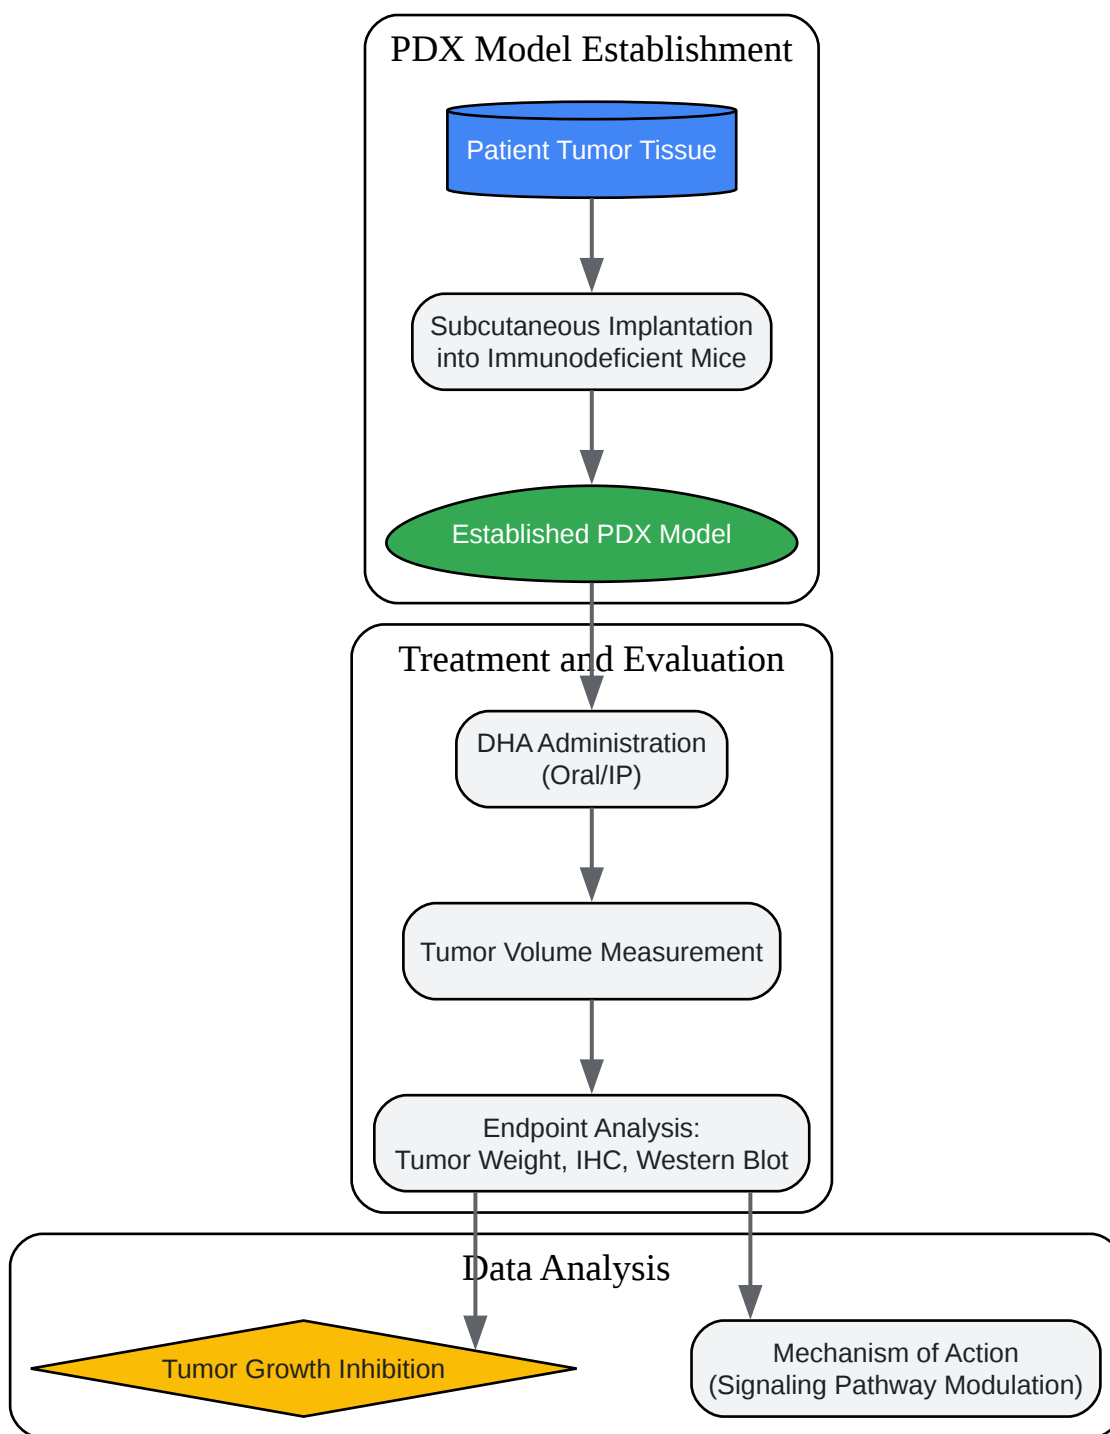 PDX Model Establishment
Patient Tumor Tissue
Subcutaneous Implantation
into Immunodeficient Mice
Established PDX Model
Treatment and Evaluation
DHA Administration
(Oral/IP)
Tumor Volume Measurement
Endpoint Analysis:
Tumor Weight, IHC, Western Blot
Data Analysis
Tumor Growth Inhibition
Mechanism of Action
(Signaling Pathway Modulation)